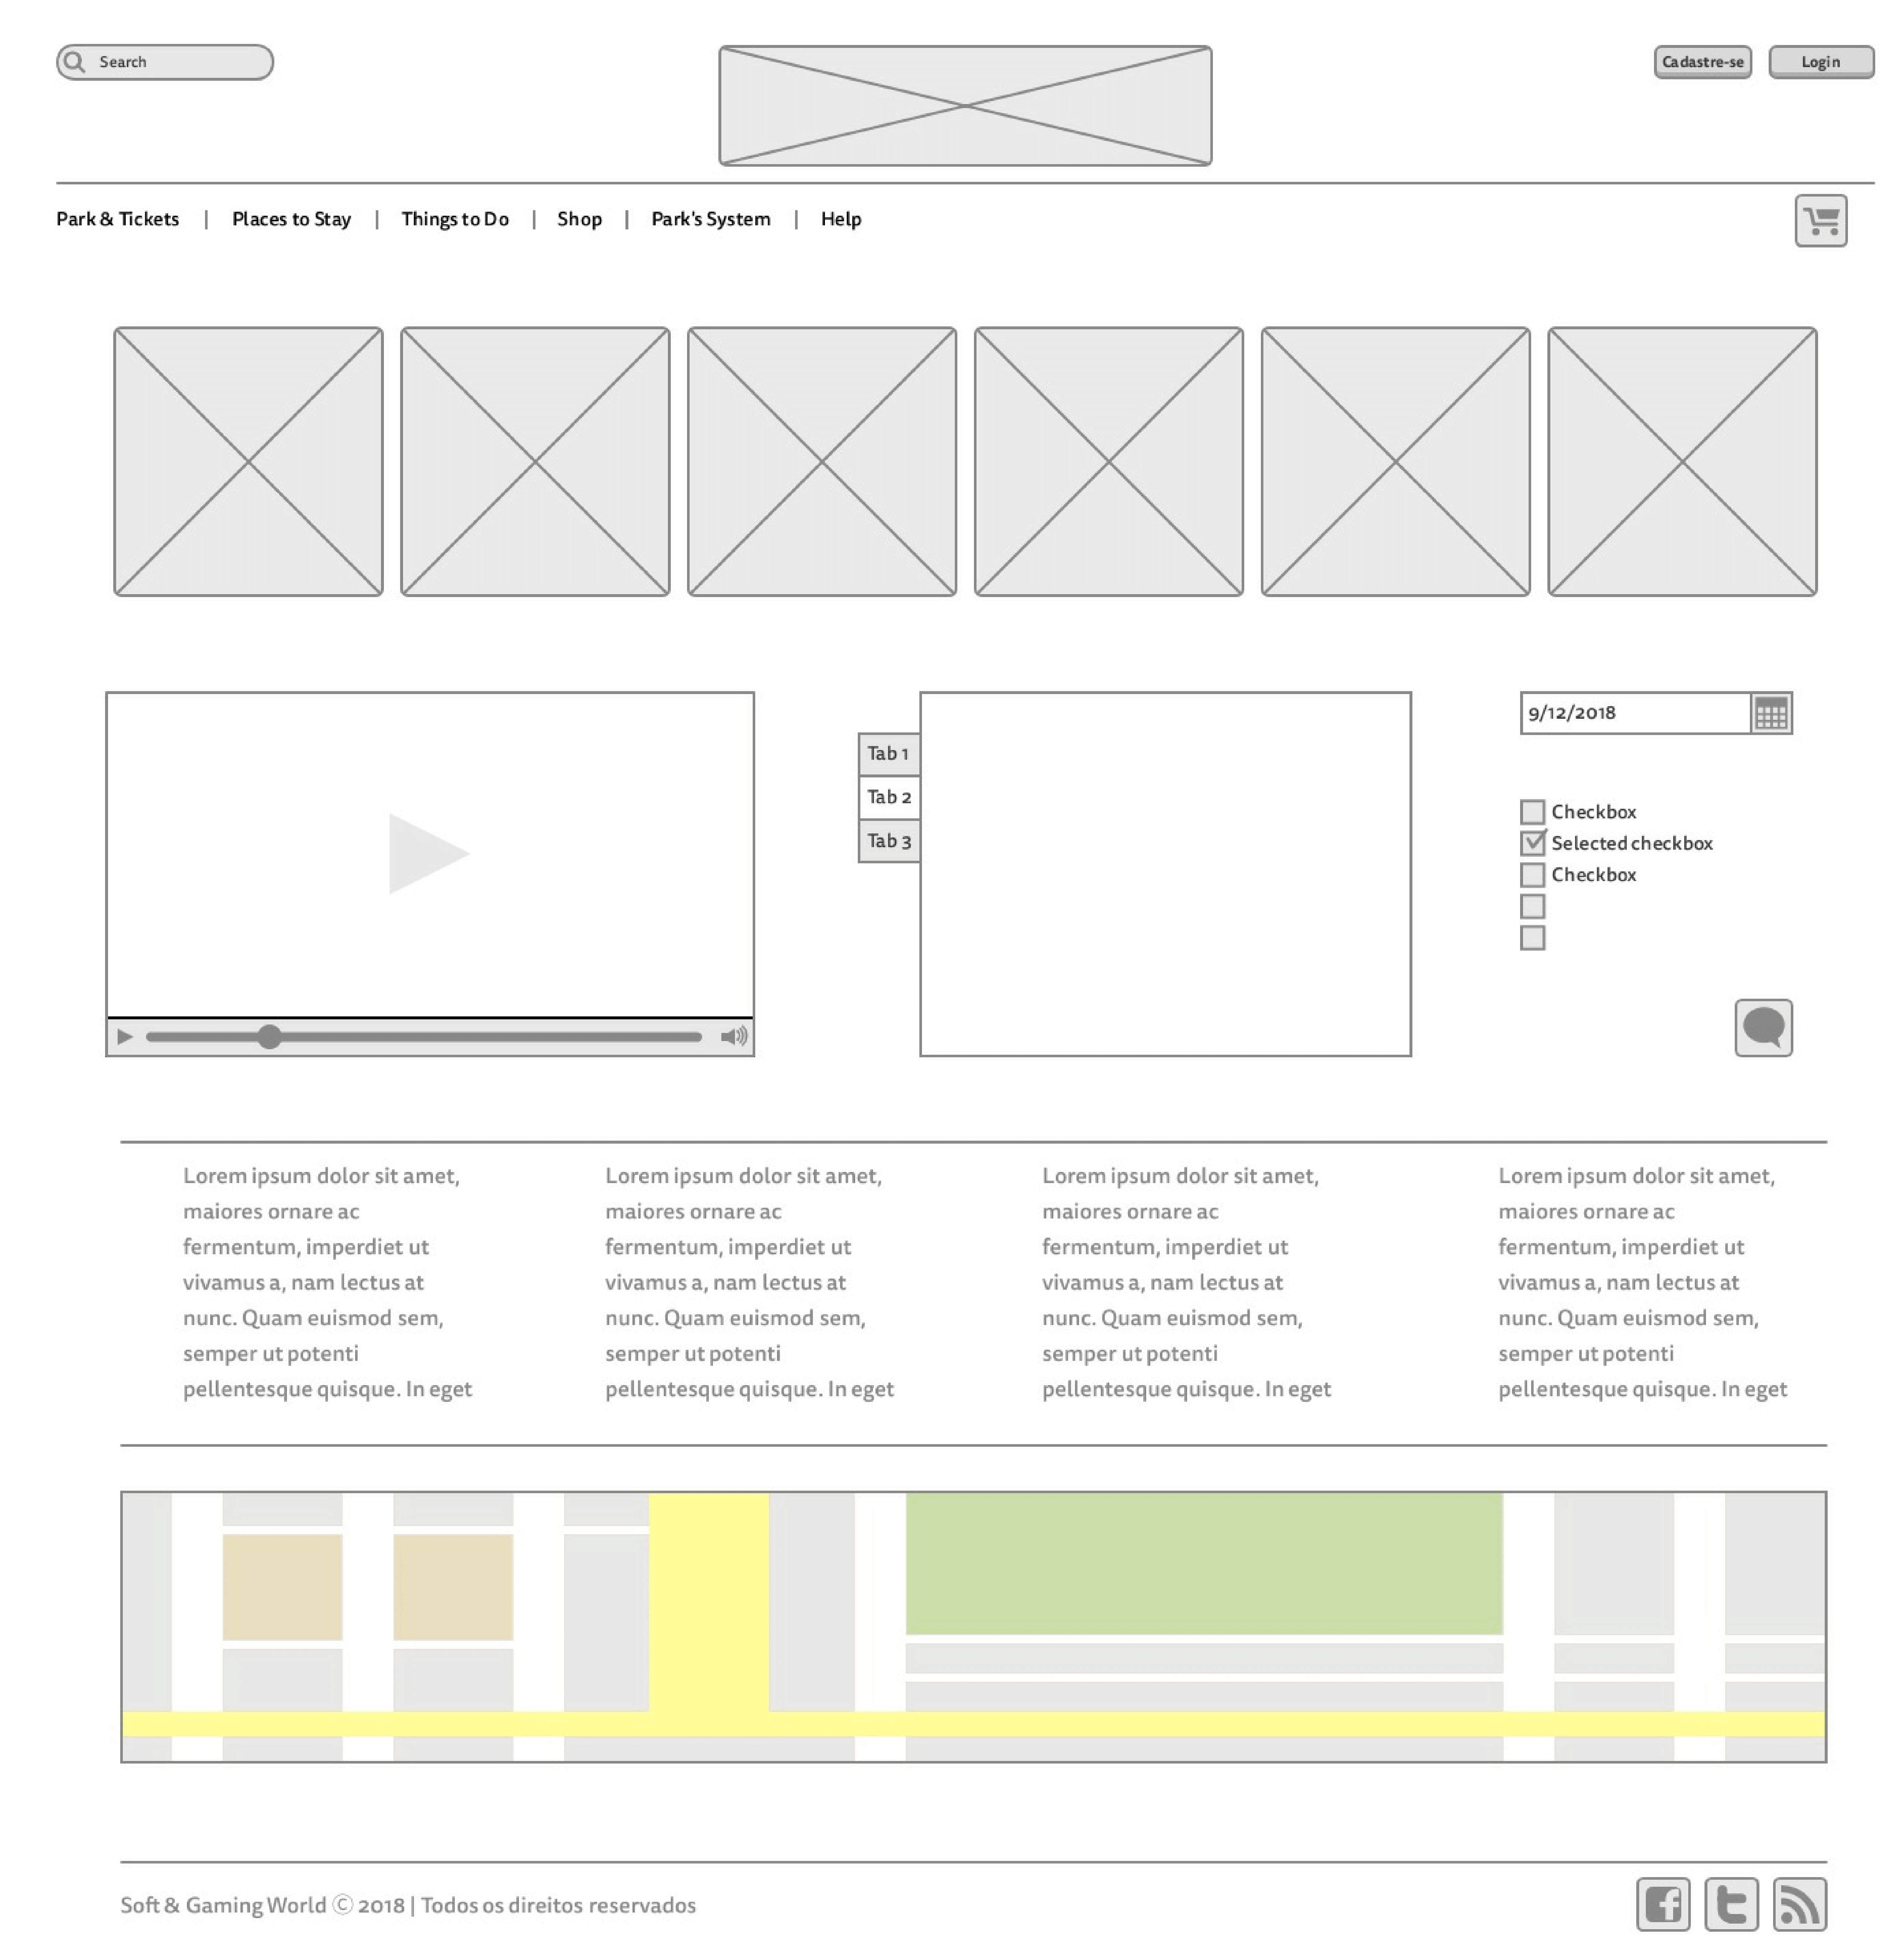 Search
Cadastre-se
Login
Park & Tickets | Places to Stay | Things to Do | Shop | Park's System | Help
9/12/2018
Tab 1
Tab 2
Tab 3
Checkbox
Selected checkbox
Checkbox
Lorem ipsum dolor sit amet,
maiores ornare ac
fermentum, imperdiet ut
vivamus a, nam lectus at
nunc. Quam euismod sem,
semper ut potenti
pellentesque quisque. In eget
Lorem ipsum dolor sit amet,
maiores ornare ac
fermentum, imperdiet ut
vivamus a, nam lectus at
nunc. Quam euismod sem,
semper ut potenti
pellentesque quisque. In eget
Lorem ipsum dolor sit amet,
maiores ornare ac
fermentum, imperdiet ut
vivamus a, nam lectus at
nunc. Quam euismod sem,
semper ut potenti
pellentesque quisque. In eget
Lorem ipsum dolor sit amet,
maiores ornare ac
fermentum, imperdiet ut
vivamus a, nam lectus at
nunc. Quam euismod sem,
semper ut potenti
pellentesque quisque. In eget
Soft & Gaming World © 2018 | Todos os direitos reservados